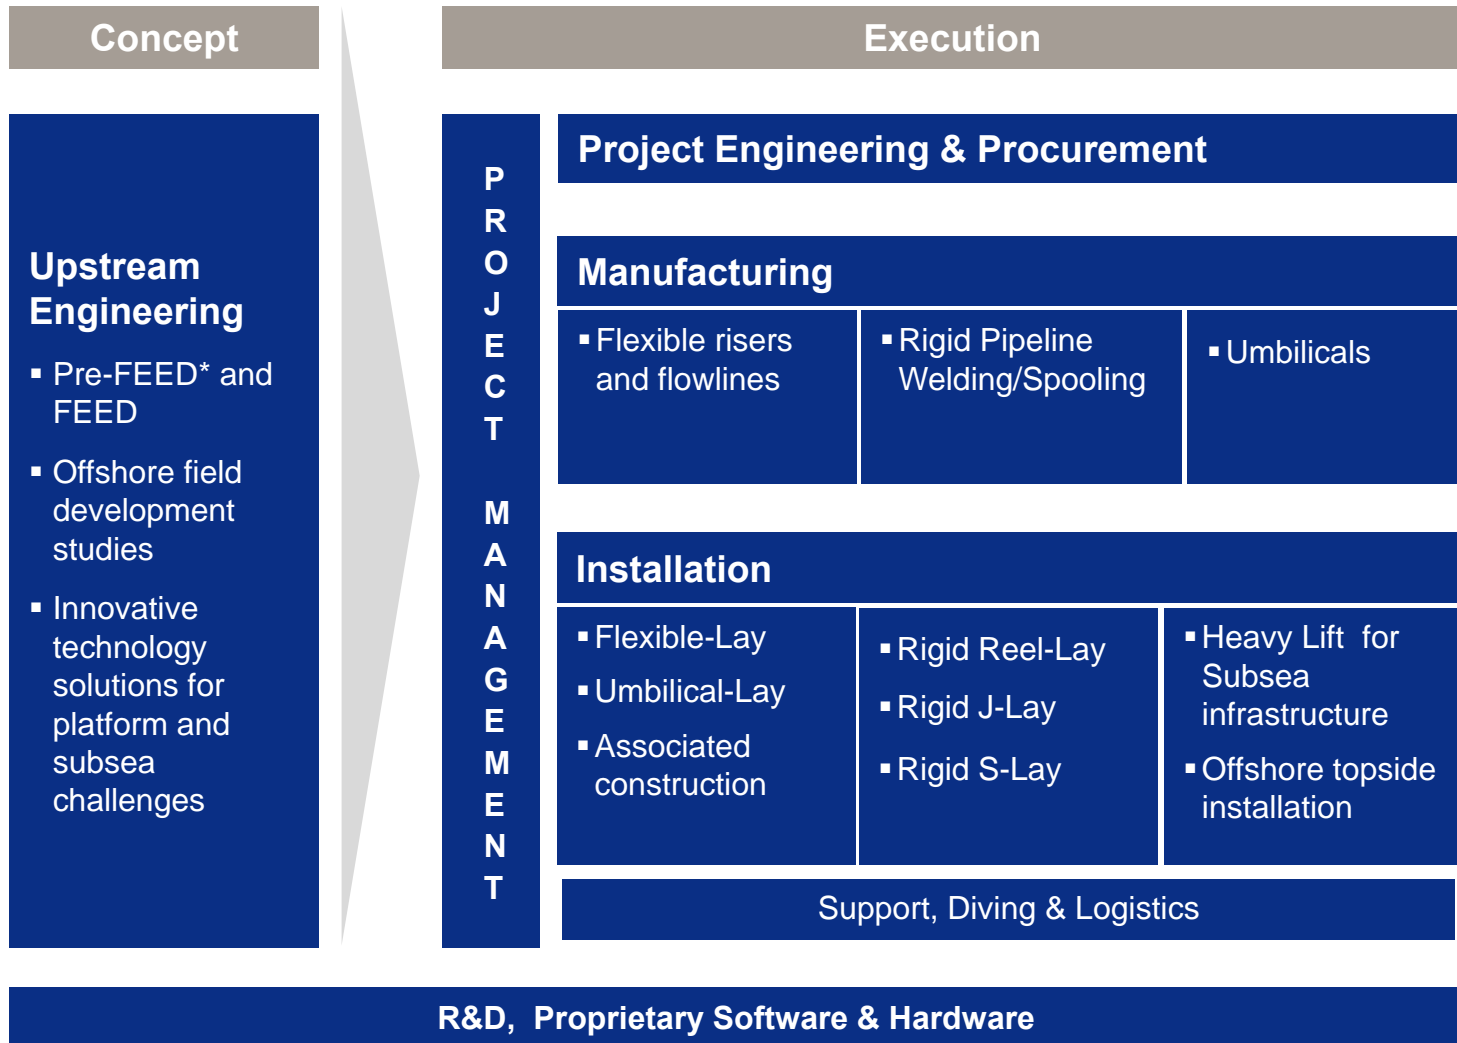 Concept
Execution
Upstream
Engineering
▪ Pre-FEED* and
FEED
▪ Offshore field
development
studies
▪ Innovative
technology
solutions for
platform and
subsea
challenges
PROJECT MANAGEMENT
Project Engineering & Procurement
Manufacturing
▪ Flexible risers
and flowlines
▪ Rigid Pipeline
Welding/Spooling
▪ Umbilicals
Installation
▪ Flexible-Lay
▪ Umbilical-Lay
▪ Associated
construction
▪ Rigid Reel-Lay
▪ Rigid J-Lay
▪ Rigid S-Lay
▪ Heavy Lift  for
Subsea
infrastructure
▪ Offshore topside
installation
Support, Diving & Logistics
R&D,  Proprietary Software & Hardware